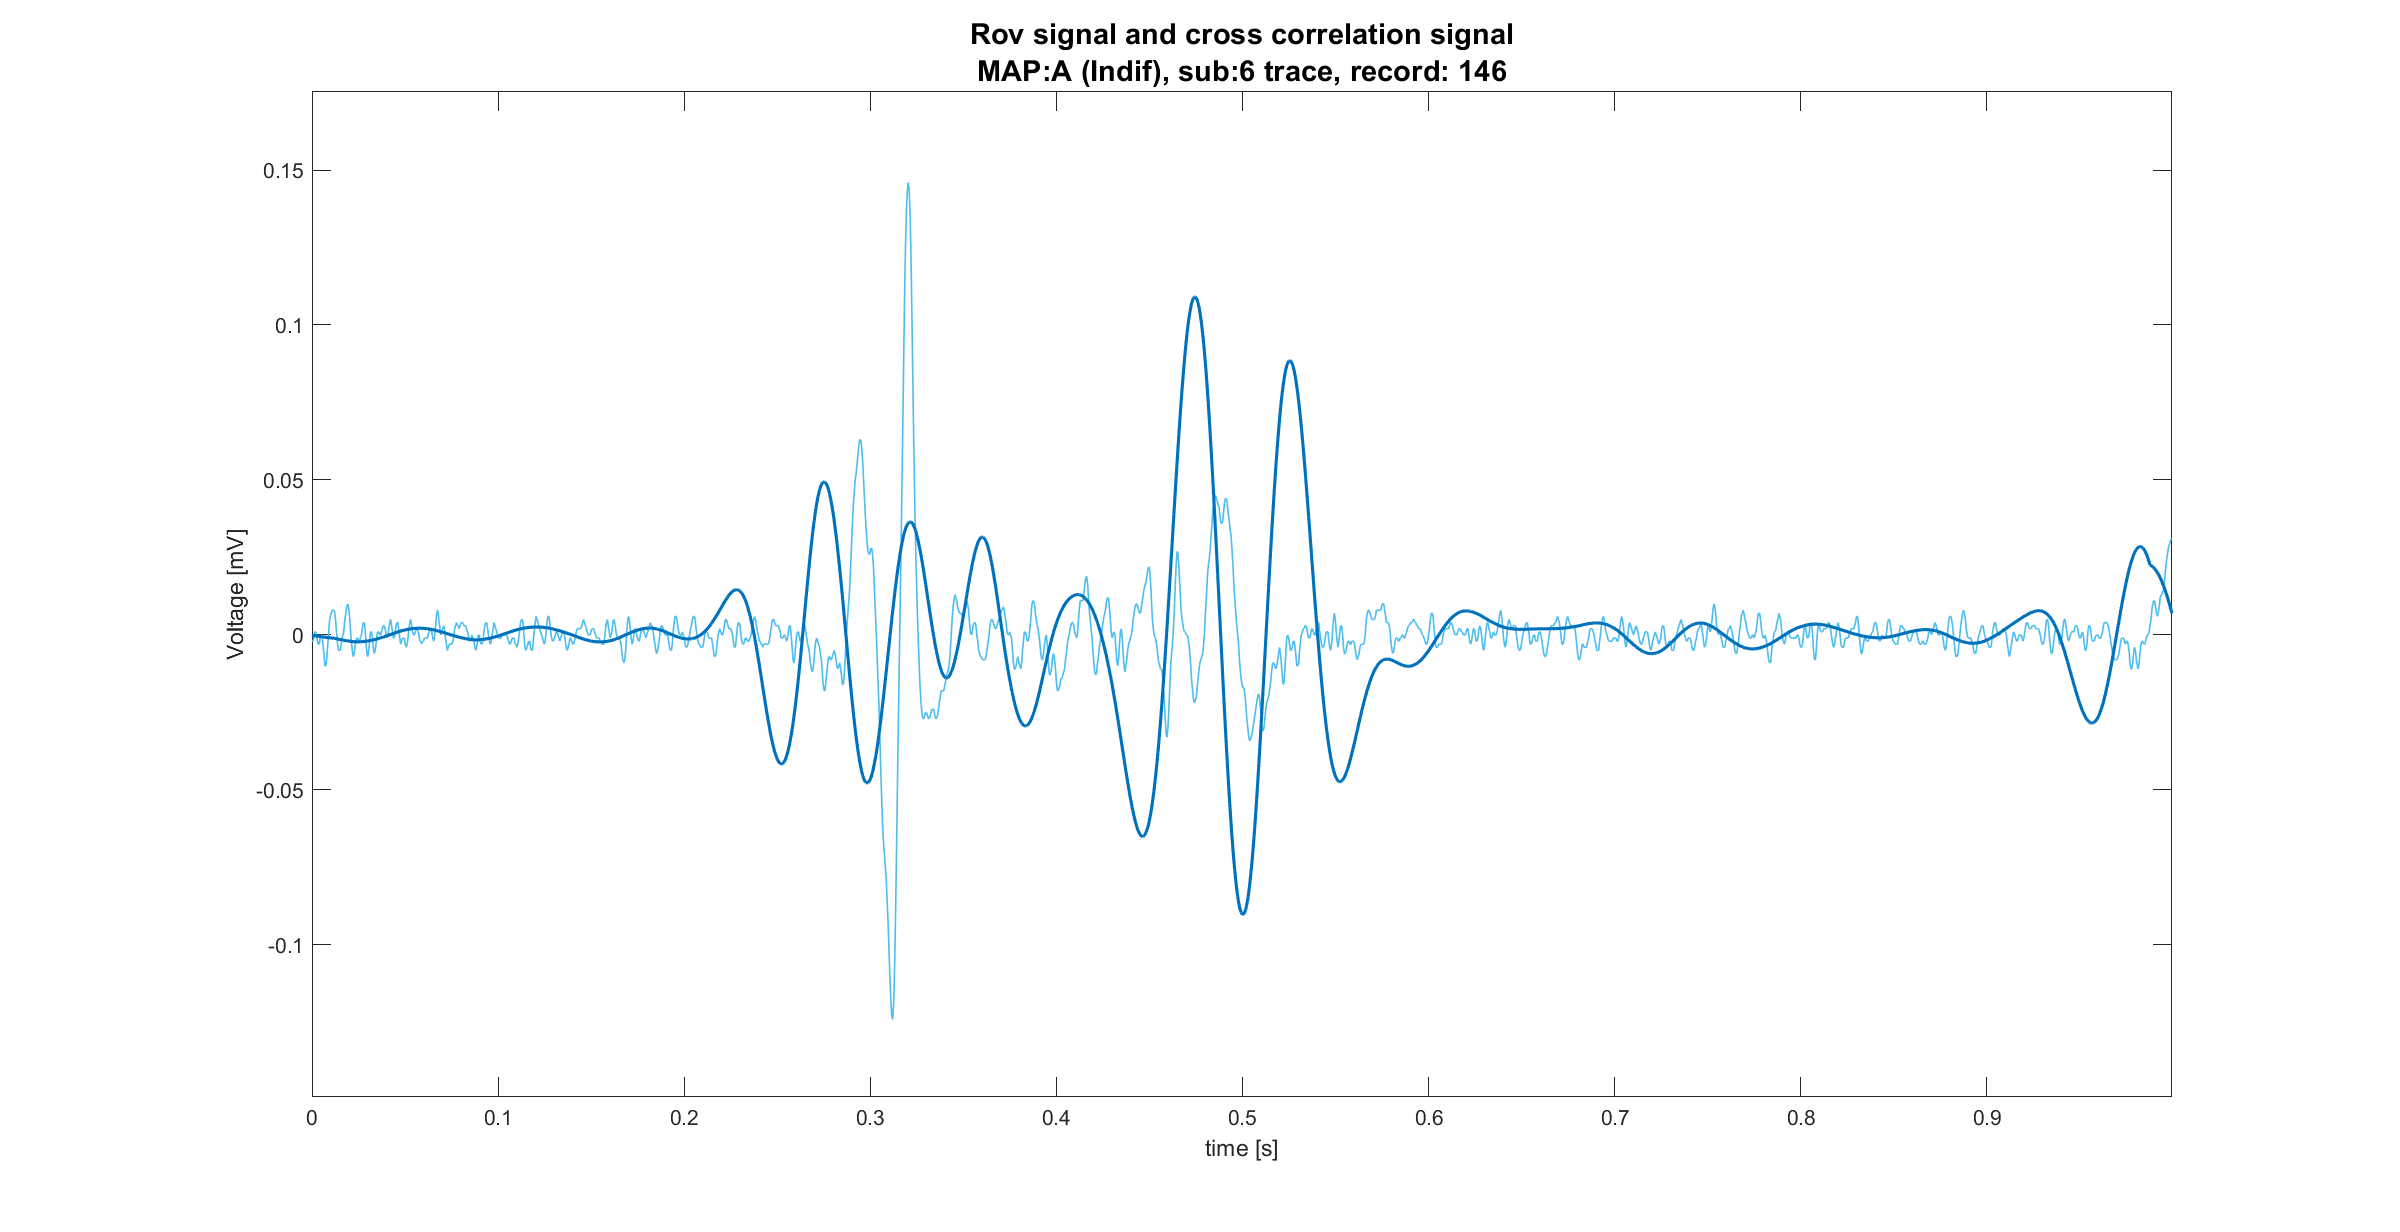 Rov signal and cross correlation signal
MAP:A (Indif), sub:6 trace, record: 146
0.15
0.1
0.05
0
-0.05
-0.1
Voltage [mV]
0 0.1 0.2 0.3 0.4 0.5 0.6 0.7 0.8 0.9
time [s]